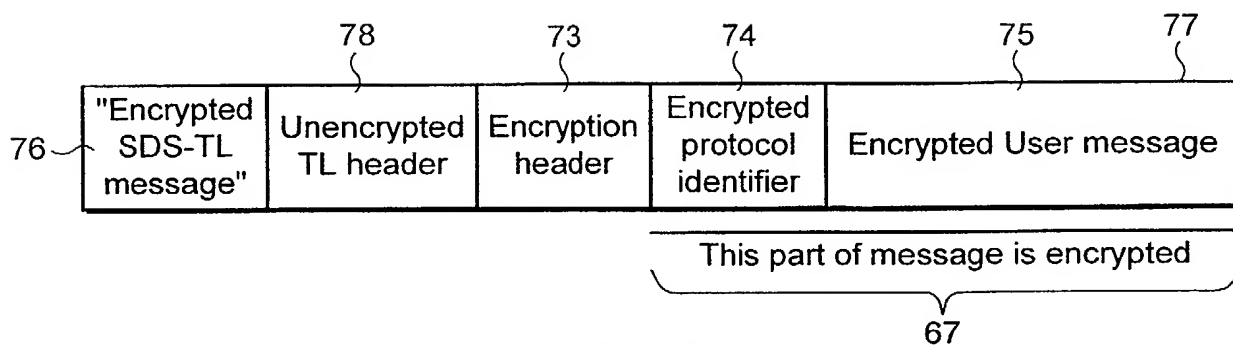 78
73
74
75
77
76
"Encrypted
SDS-TL
message"
Unencrypted
TL header
Encryption
header
Encrypted
protocol
identifier
Encrypted User message
This part of message is encrypted
67